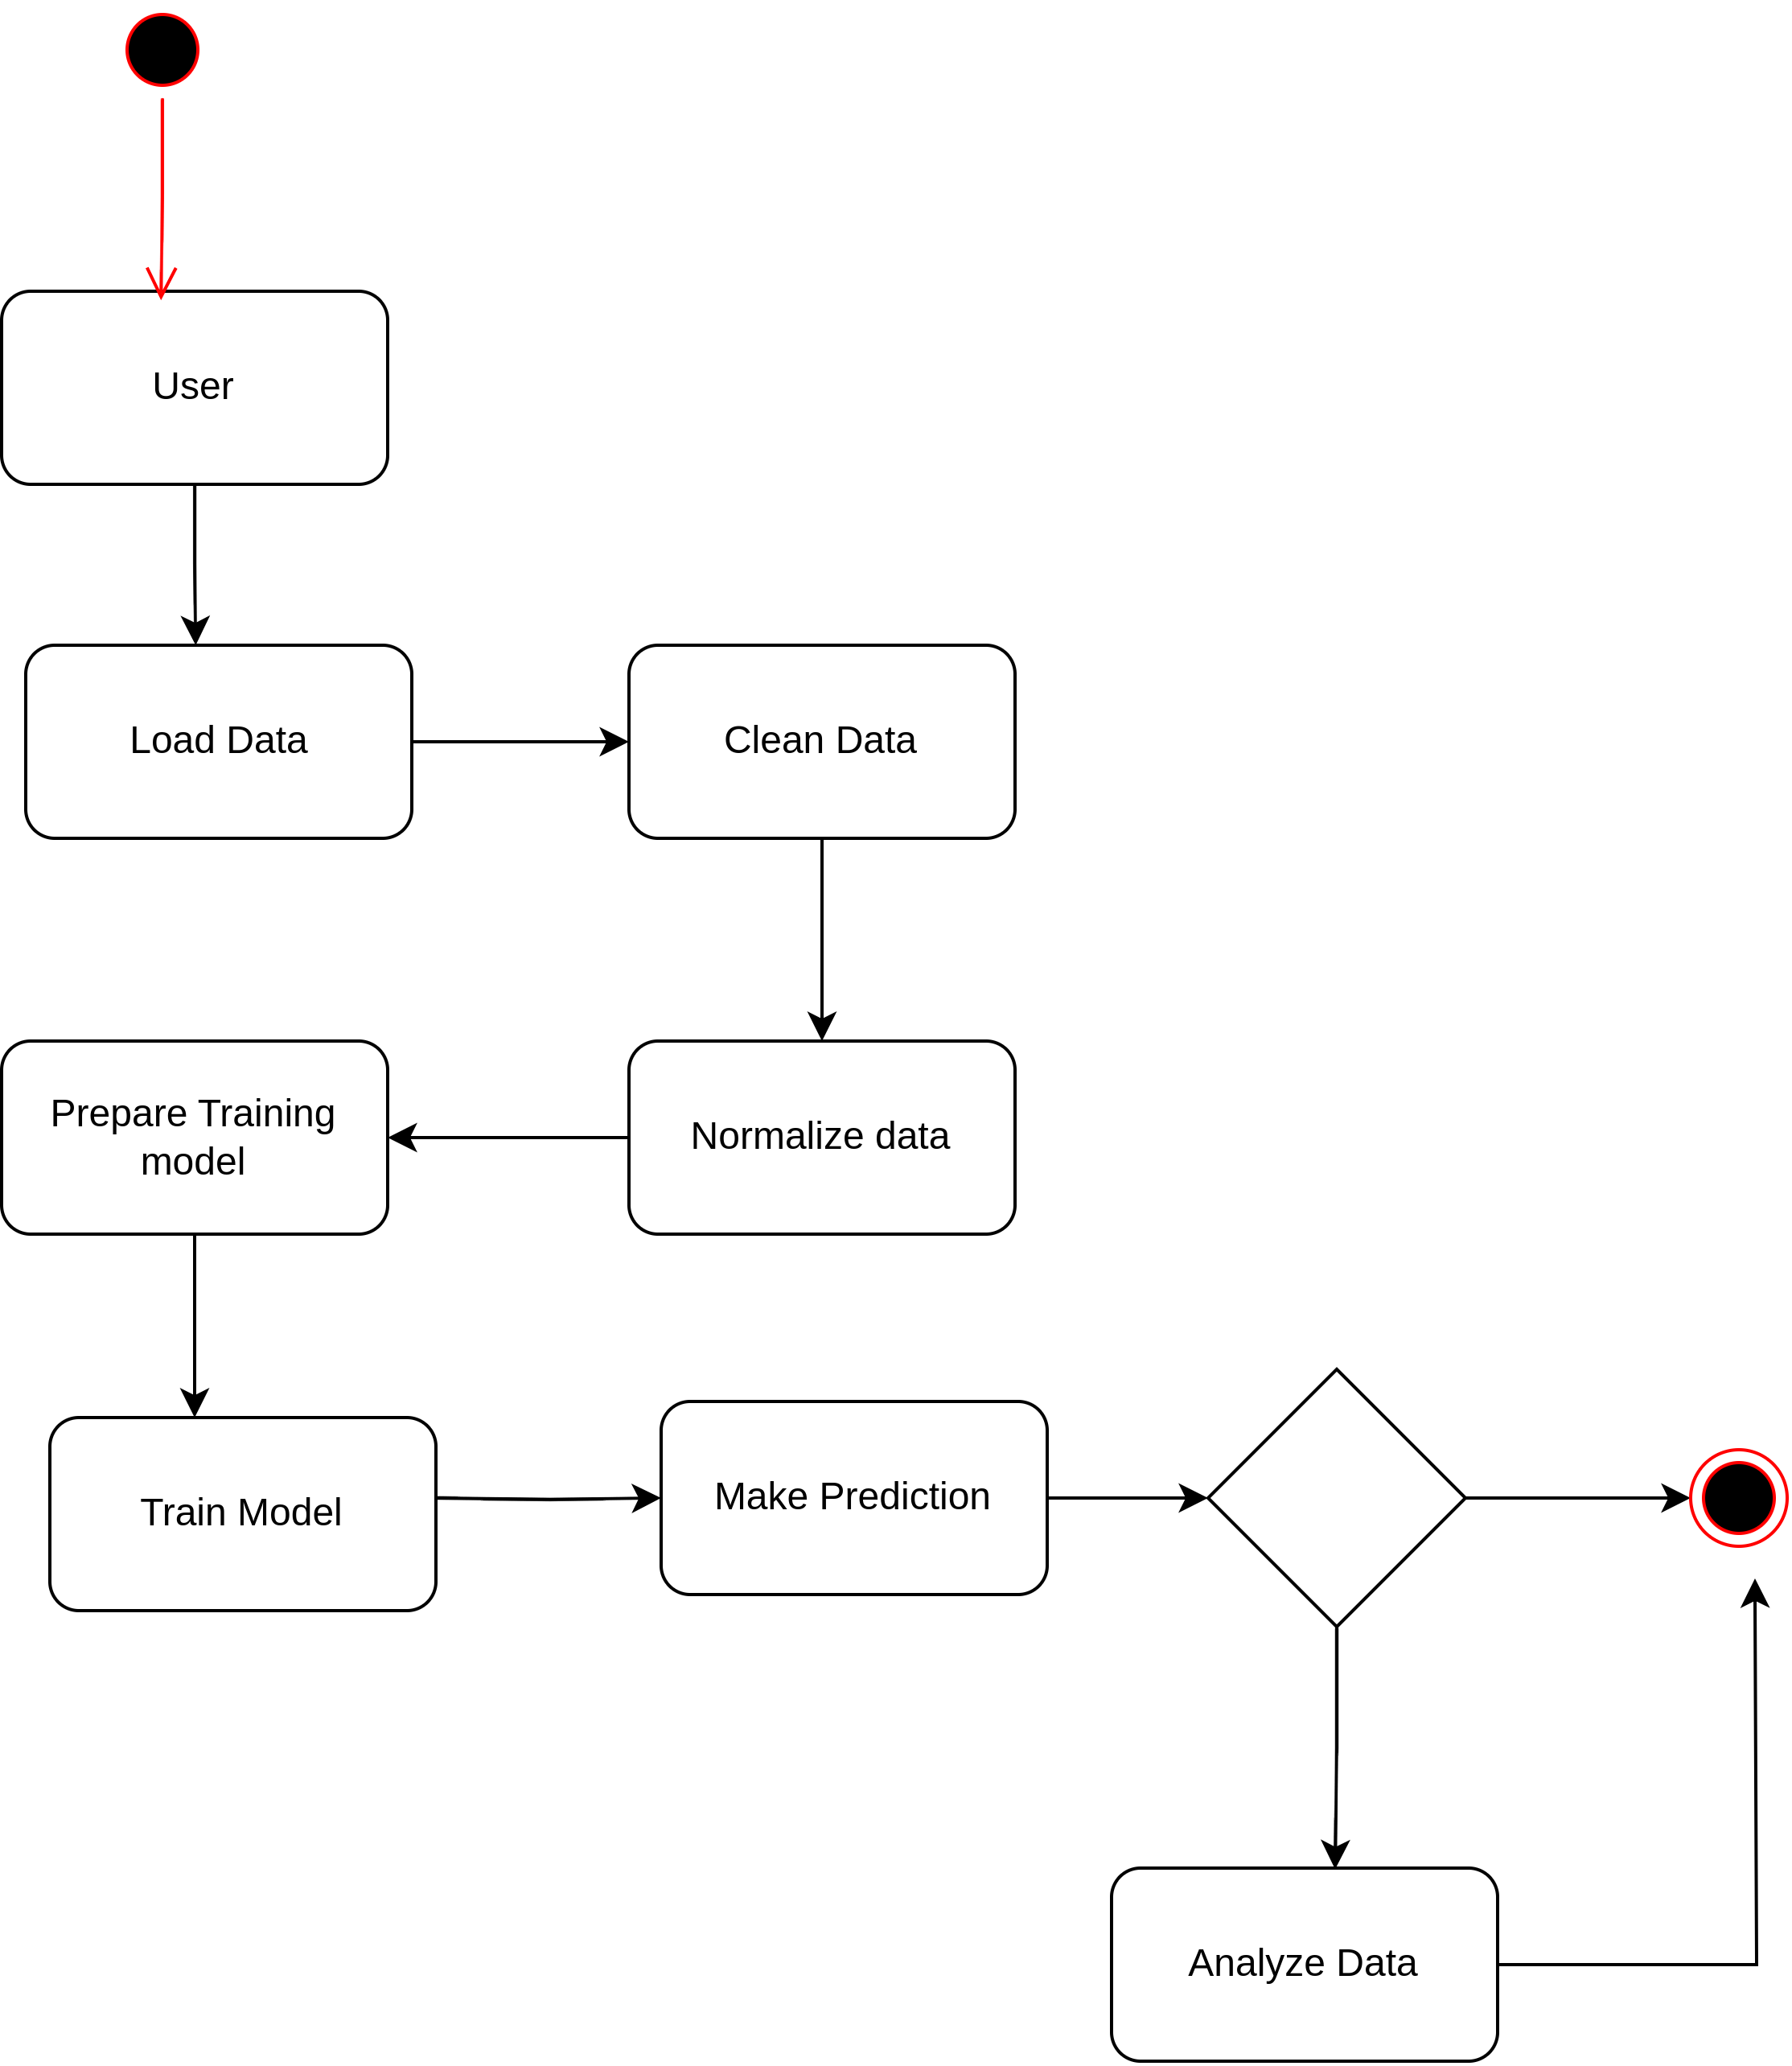 User
Load Data
Clean Data
Prepare Training
model
Normalize data
Train Model
Make Prediction
Analyze Data